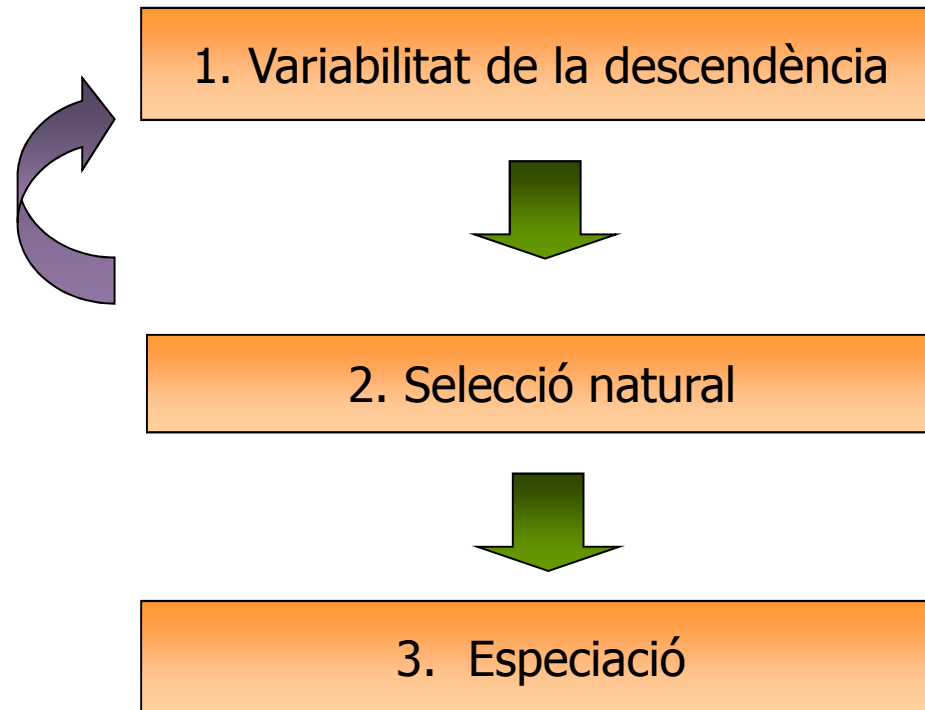 1. Variabilitat de la descendència
2. Selecció natural
3. Especiació